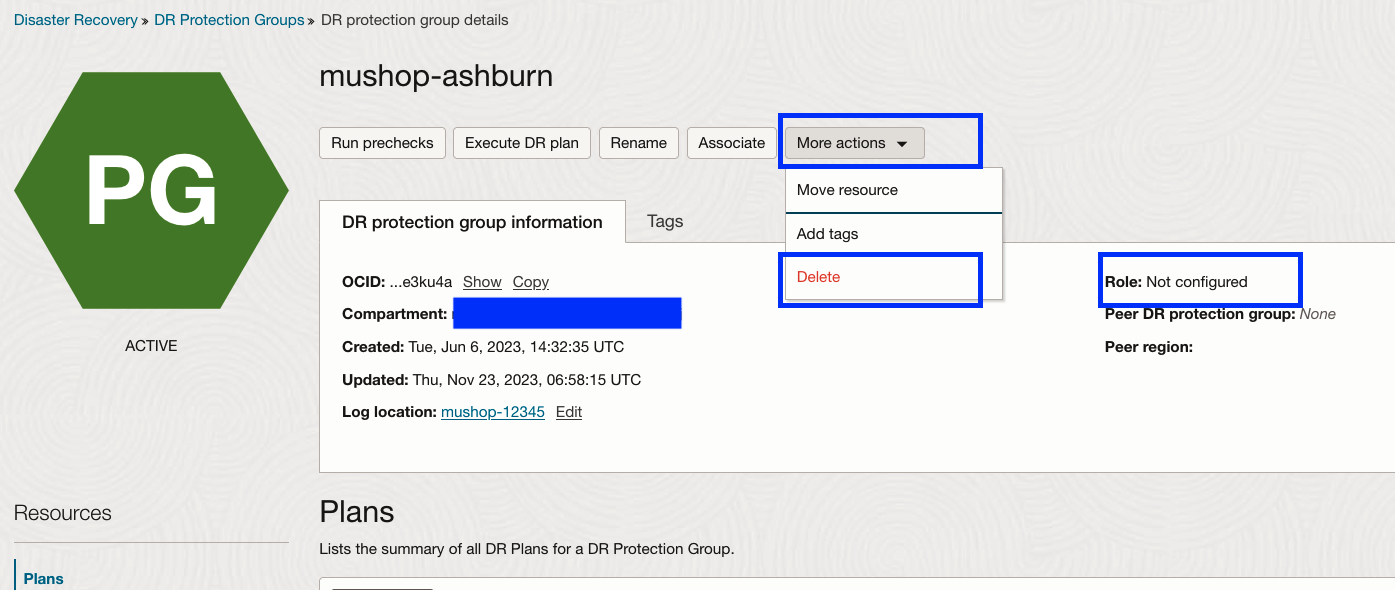 Disaster Recovery » DR Protection Groups » DR protection group details
mushop-ashburn
PG
ACTIVE
Run prechecks Execute DR plan Rename Associate More actions
Move resource
Add tags
Delete
DR protection group information Tags
OCID: ...e3ku4a Show Copy
Compartment:
Created: Tue, Jun 6, 2023, 14:32:35 UTC
Updated: Thu, Nov 23, 2023, 06:58:15 UTC
Log location: mushop-12345 Edit
Role: Not configured
Peer DR protection group: None
Peer region:
Resources
Plans
Plans
Lists the summary of all DR Plans for a DR Protection Group.